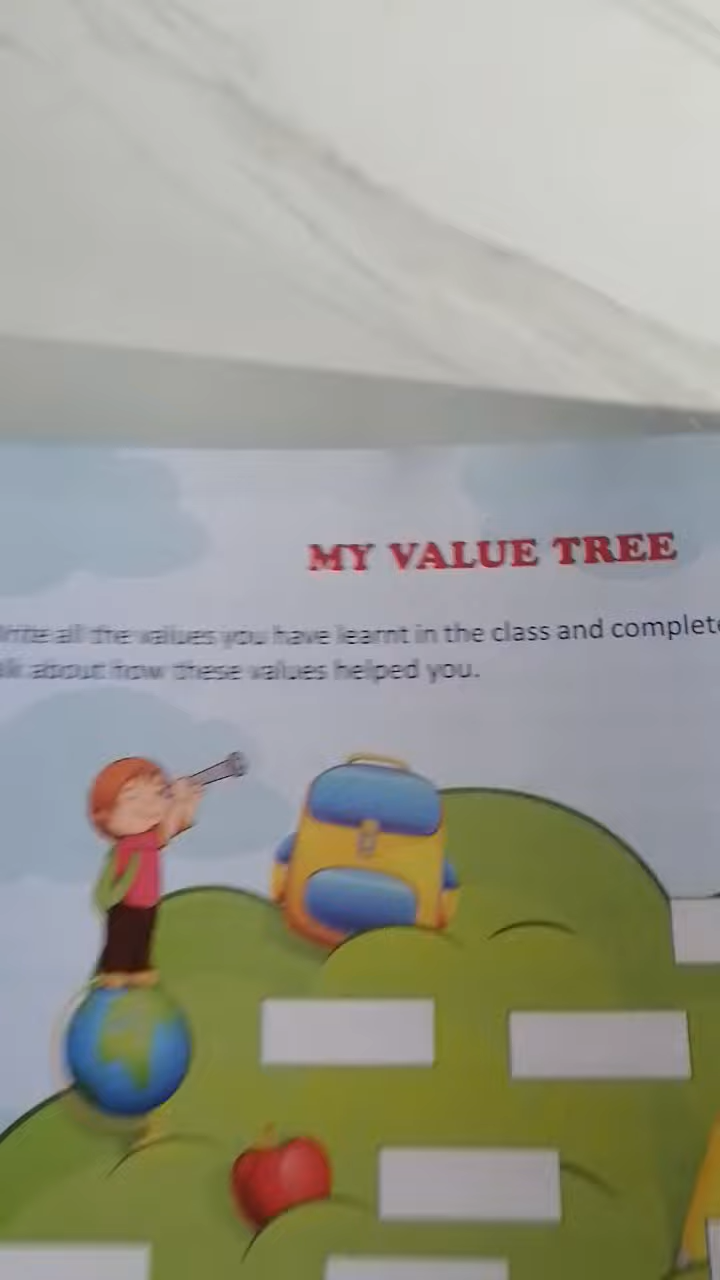 MY VALUE TREE
all the values you have learnt in the class and complete
about how these values helped you.